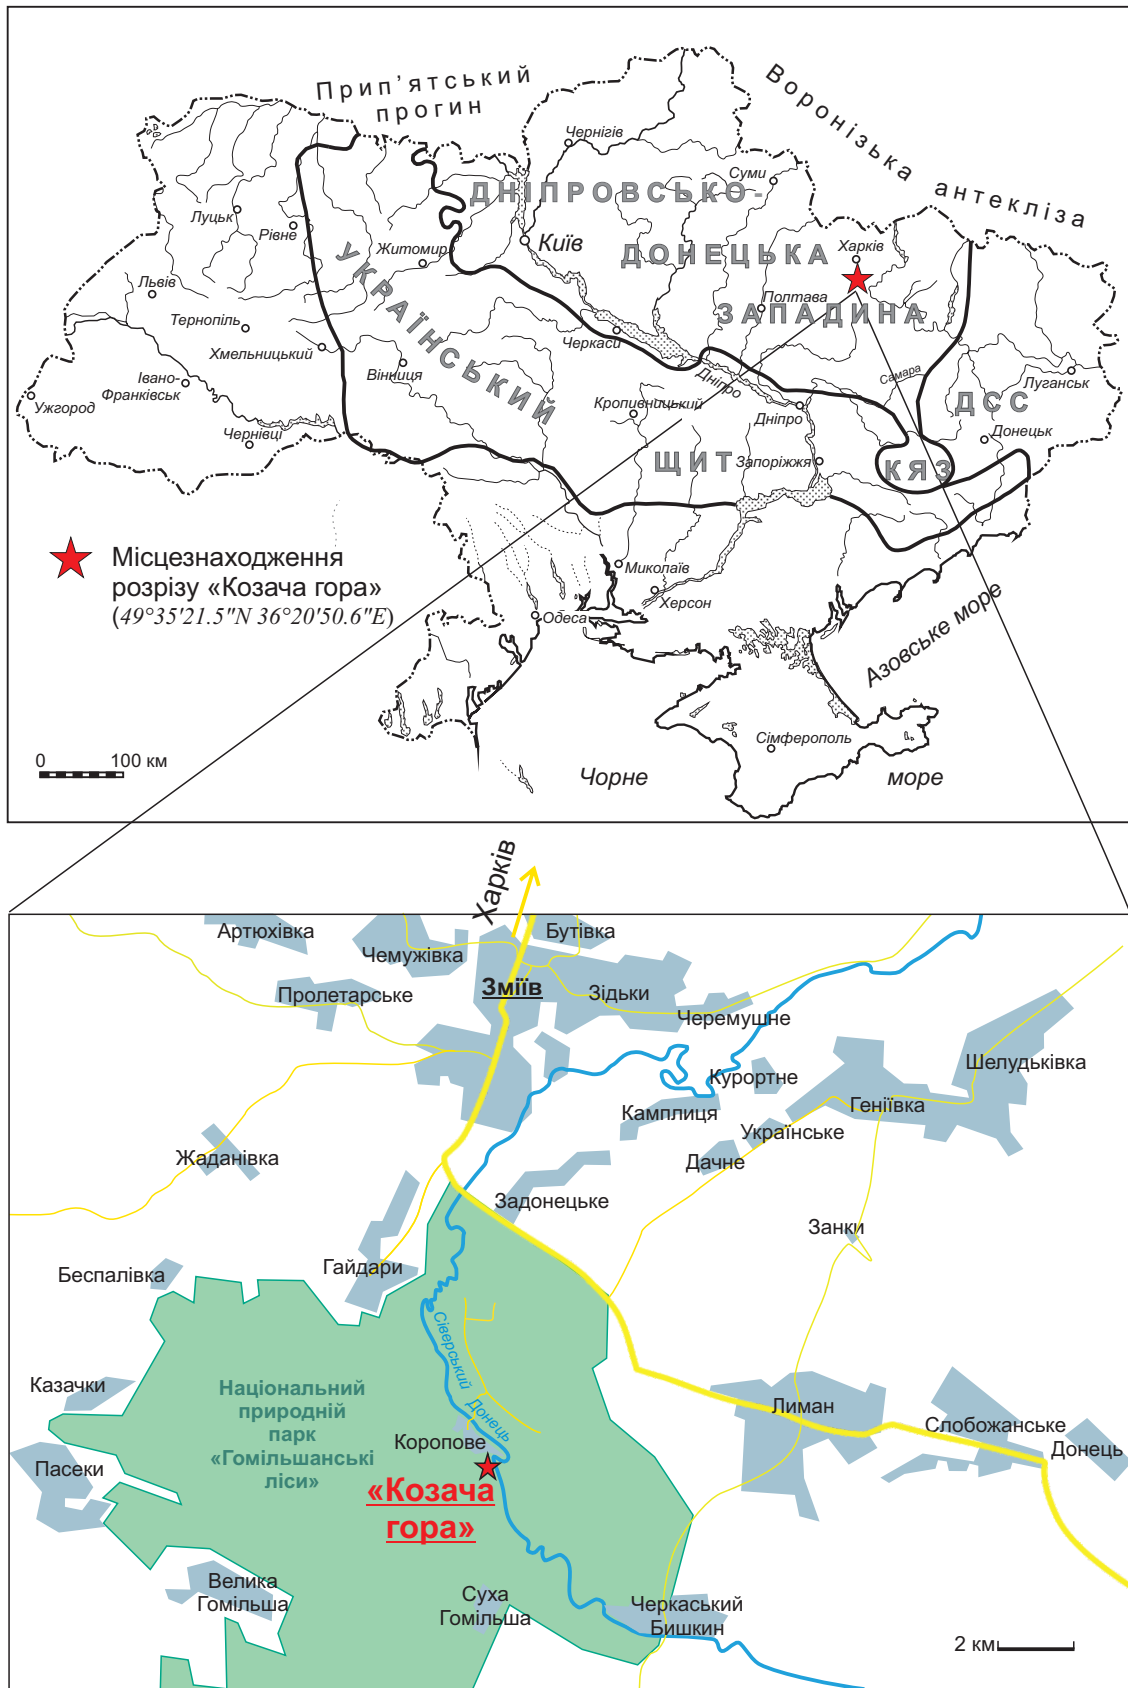 Прип’ятський
прогин
Воронізька антекліза
Чернігів
Суми
ДНІПРОВСЬКО-
Луцьк
Рівне
Житомир
Київ
ДОНЕЦЬКА
Харків
УКРАЇНСЬКИЙ
Львів
Тернопіль
Полтава
ЗАПАДИНА
Хмельницький
Черкаси
Вінниця
Івано-
Франківськ
Ужгород
Дніпро
Самара
Луганськ
ДСС
Кропивницький
Дніпро
Чернівці
Донецьк
ЩИТ
Запоріжжя
КЯЗ
Місцезнаходження
розрізу «Козача гора»
(49°35'21.5"N 36°20'50.6"E)
Миколаїв
Херсон
Одеса
Азовське море
Сімферополь
0 100 км
Чорне море
Харків
Артюхівка
Бутівка
Чемужівка
Зміїв
Пролетарське
Зідьки
Черемушне
Шелудьківка
Курортне
Камплиця
Геніївка
Українське
Жаданівка
Дачне
Задонецьке
Занки
Гайдари
Беспалівка
Сіверський Донець
Казачки
Національний
природній
парк
«Гомільшанські
ліси»
Лиман
Слобожанське
Коропове
Донець
Пасеки
«Козача
гора»
Велика
Гомільша
Суха
Гомільша
Черкаський
Бишкин
2 км